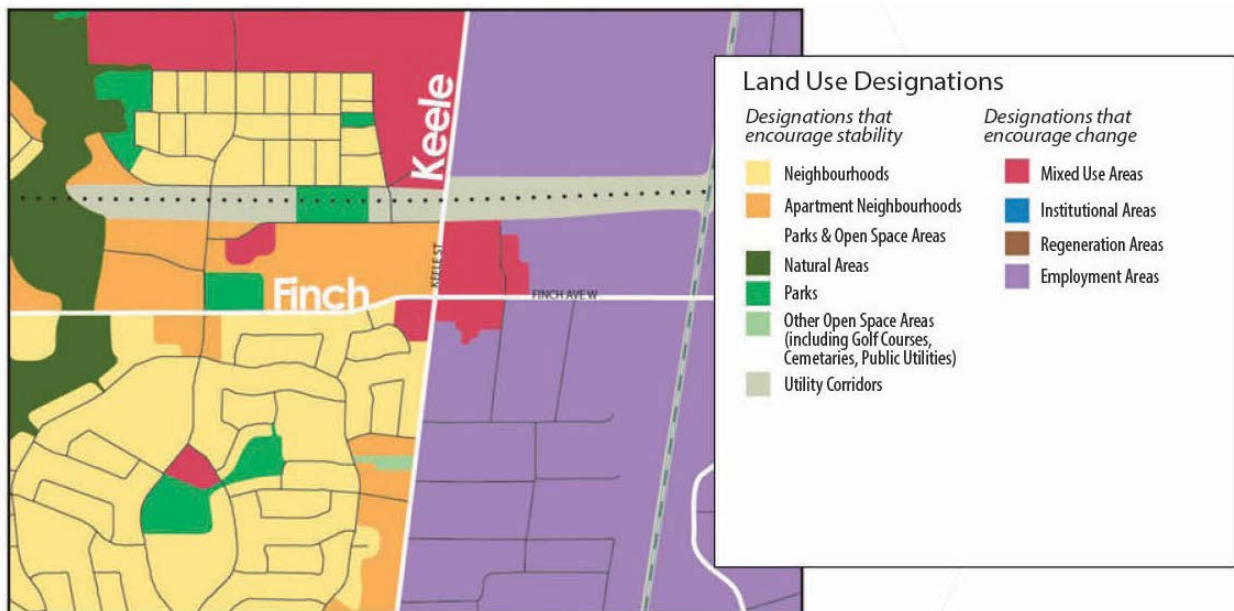 Keele
KEELE ST
Finch
FINCH AVE W
Land Use Designations
Designations that
encourage stability
Neighbourhoods
Apartment Neighbourhoods
Parks & Open Space Areas
Natural Areas
Parks
Other Open Space Areas
(including Golf Courses,
Cemetaries, Public Utilities)
Utility Corridors
Designations that
encourage change
Mixed Use Areas
Institutional Areas
Regeneration Areas
Employment Areas